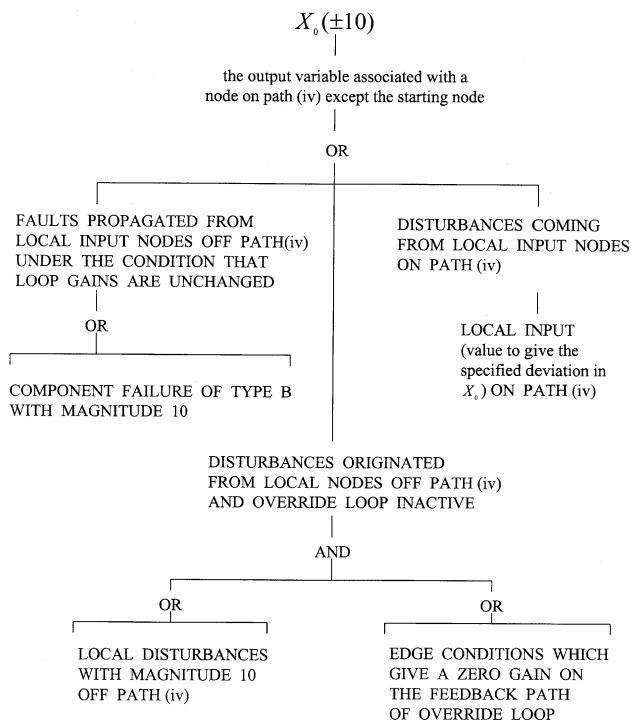 X₀(±10)
the output variable associated with a
node on path (iv) except the starting node
OR
FAULTS PROPAGATED FROM
LOCAL INPUT NODES OFF PATH(iv)
UNDER THE CONDITION THAT
LOOP GAINS ARE UNCHANGED
OR
COMPONENT FAILURE OF TYPE B
WITH MAGNITUDE 10
DISTURBANCES COMING
FROM LOCAL INPUT NODES
ON PATH (iv)
LOCAL INPUT
(value to give the
specified deviation in
X₀) ON PATH (iv)
DISTURBANCES ORIGINATED
FROM LOCAL NODES OFF PATH (iv)
AND OVERRIDE LOOP INACTIVE
AND
OR
LOCAL DISTURBANCES
WITH MAGNITUDE 10
OFF PATH (iv)
OR
EDGE CONDITIONS WHICH
GIVE A ZERO GAIN ON
THE FEEDBACK PATH
OF OVERRIDE LOOP